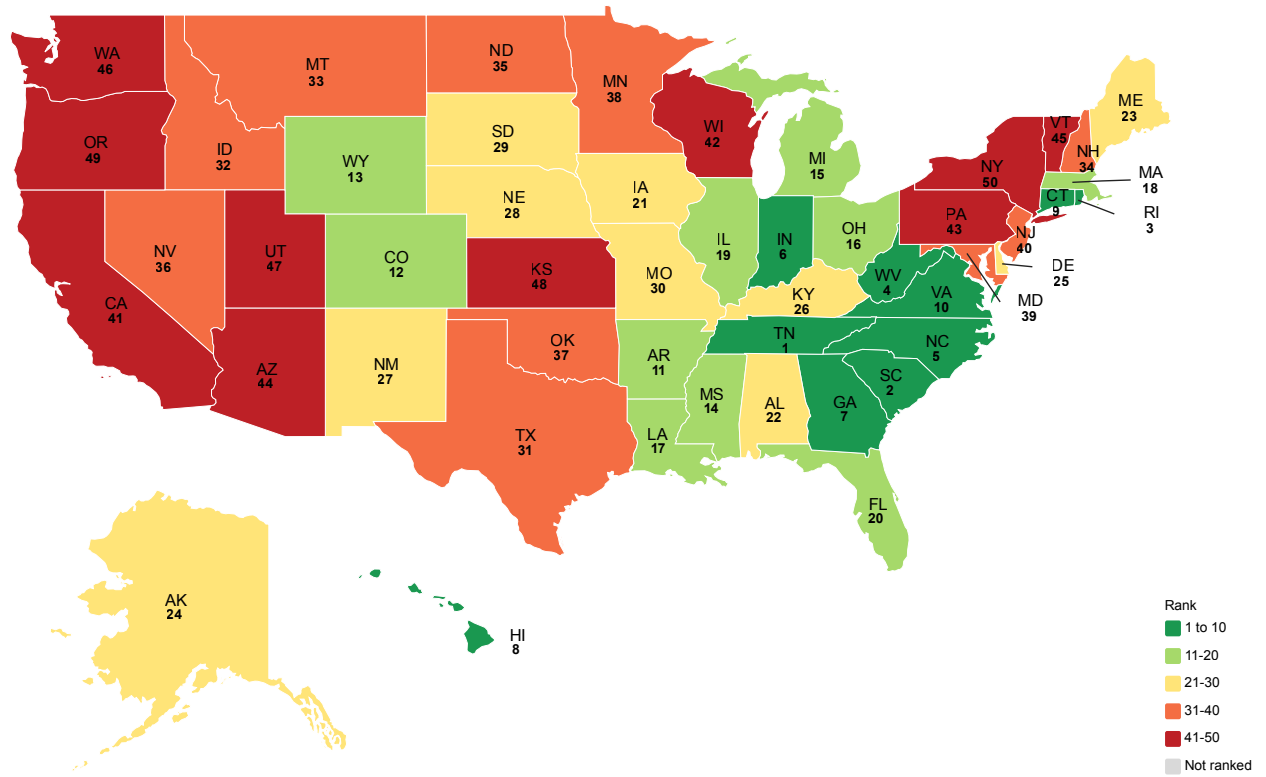 WA
46
MT
33
ND
35
MN
38
ME
23
OR
49
ID
32
WY
13
SD
29
WI
42
MI
15
VT
45
NH
34
NY
50
MA
18
CT
9
RI
3
NV
36
UT
47
CO
12
NE
28
IA
21
IL
19
IN
6
OH
16
PA
43
NJ
40
DE
25
MD
39
CA
41
KS
48
MO
30
KY
26
WV
4
VA
10
AZ
44
NM
27
OK
37
AR
11
TN
1
NC
5
SC
2
TX
31
LA
17
MS
14
AL
22
GA
7
FL
20
AK
24
HI
8
Rank
1 to 10
11-20
21-30
31-40
41-50
Not ranked